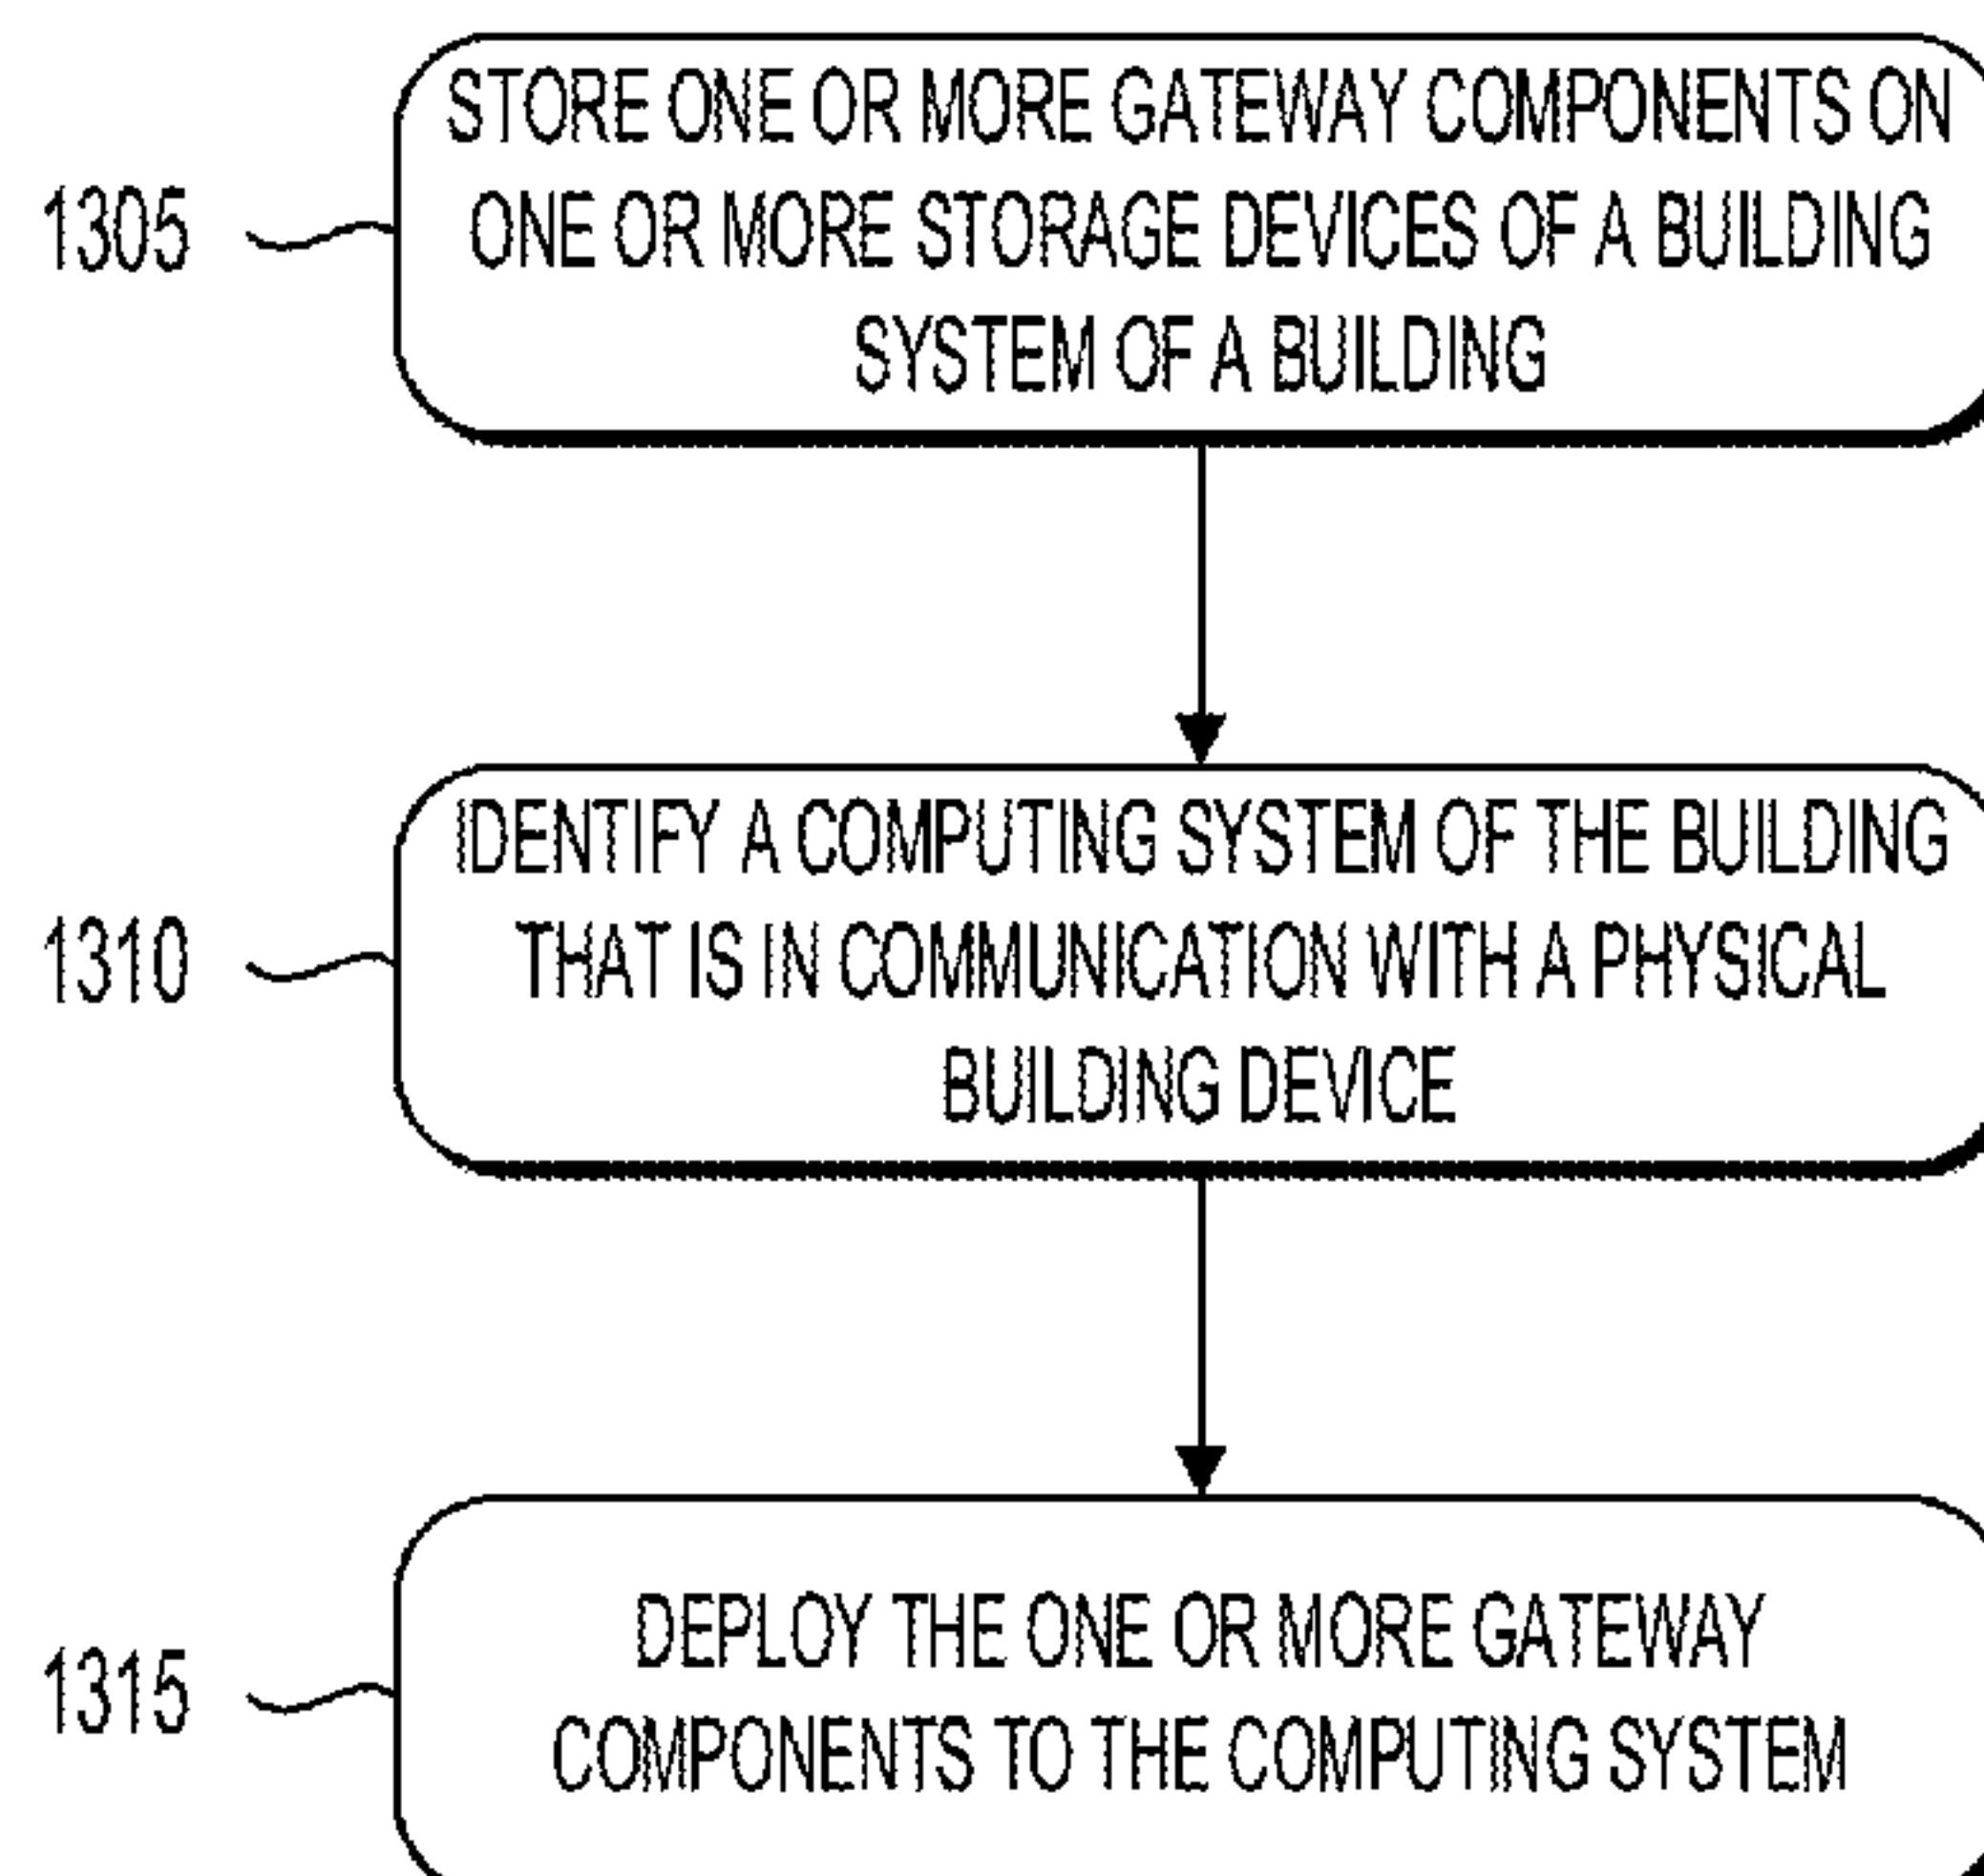 1305
STORE ONE OR MORE GATEWAY COMPONENTS ON
ONE OR MORE STORAGE DEVICES OF A BUILDING
SYSTEM OF A BUILDING
1310
IDENTIFY A COMPUTING SYSTEM OF THE BUILDING
THAT IS IN COMMUNICATION WITH A PHYSICAL
BUILDING DEVICE
1315
DEPLOY THE ONE OR MORE GATEWAY
COMPONENTS TO THE COMPUTING SYSTEM